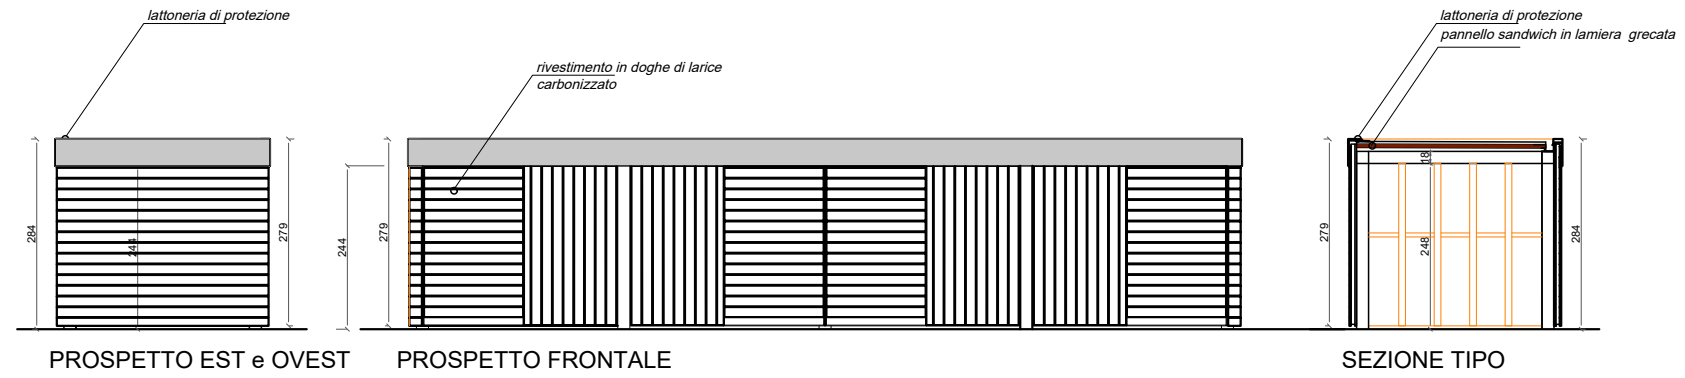 lattoneria di protezione
rivestimento in doghe di larice
carbonizzato
lattoneria di protezione
pannello sandwich in lamiera grecata
284
244
279
244
279
279
18
248
284
PROSPETTO EST e OVEST
PROSPETTO FRONTALE
SEZIONE TIPO